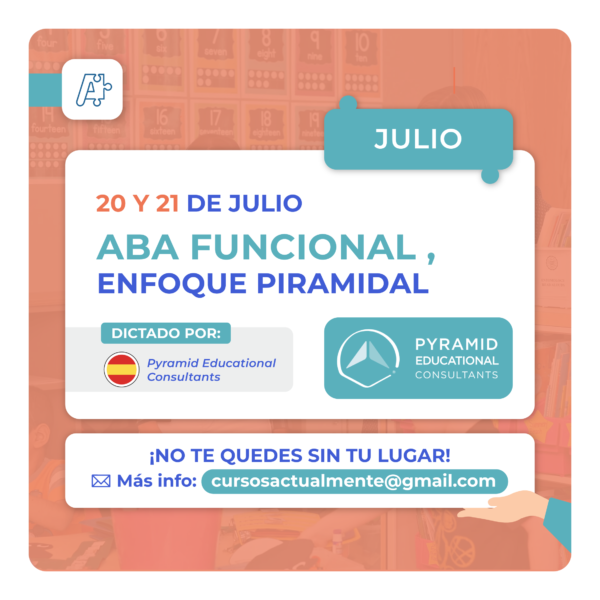 JULIO
20 Y 21 DE JULIO
ABA FUNCIONAL ,
ENFOQUE PIRAMIDAL
DICTADO POR:
Pyramid Educational
Consultants
PYRAMID
EDUCATIONAL
CONSULTANTS
¡NO TE QUEDES SIN TU LUGAR!
Más info: cursosactualmente@gmail.com